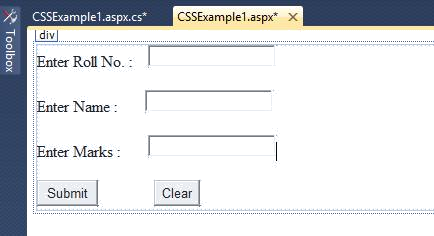 CSSExample1.aspx.cs* CSSExample1.aspx*
Toolbox
div
Enter Roll No. :
Enter Name :
Enter Marks :
Submit Clear